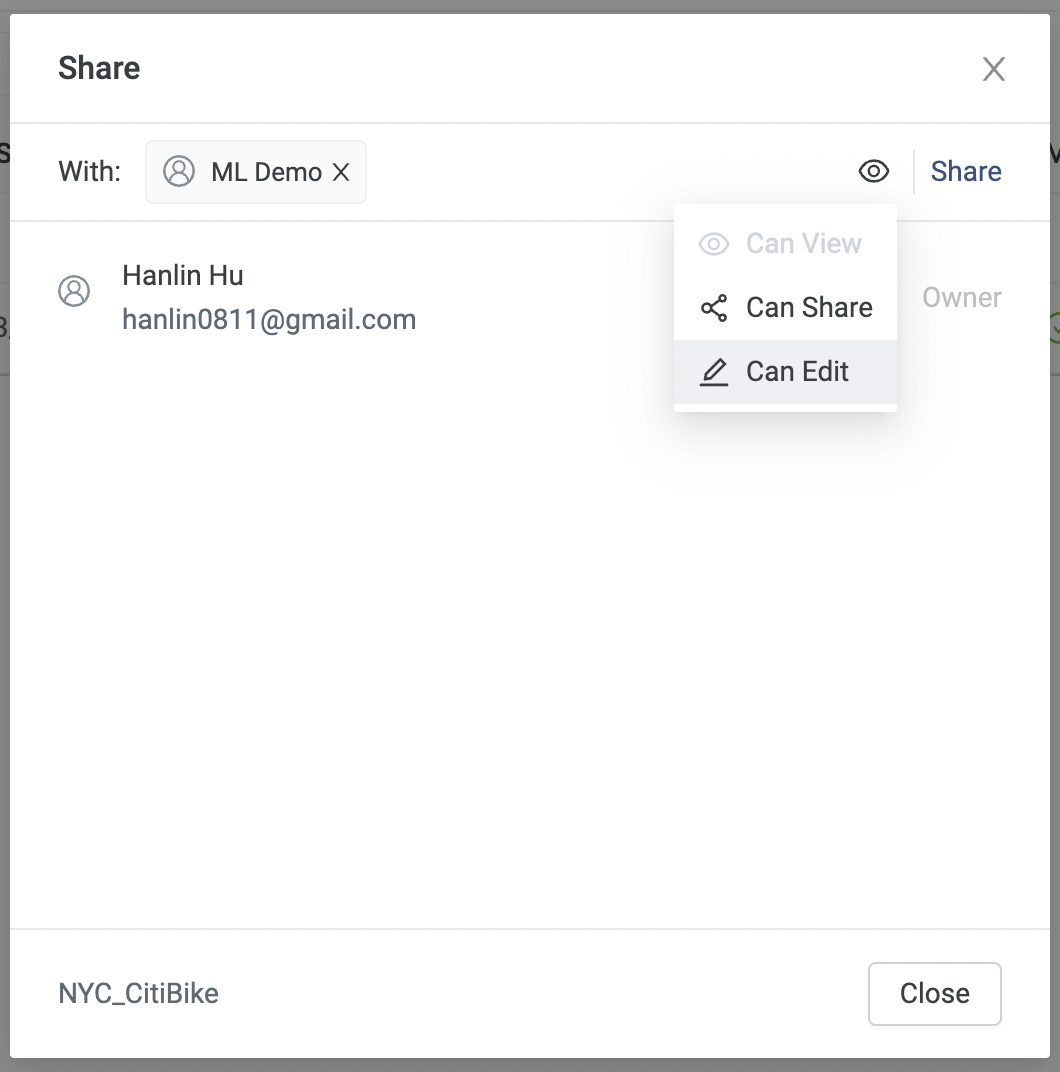 Share
With: ML Demo X Share
Can View
Hanlin Hu
Can Share
Owner
hanlin0811@gmail.com
Can Edit
NYC_CitiBike
Close